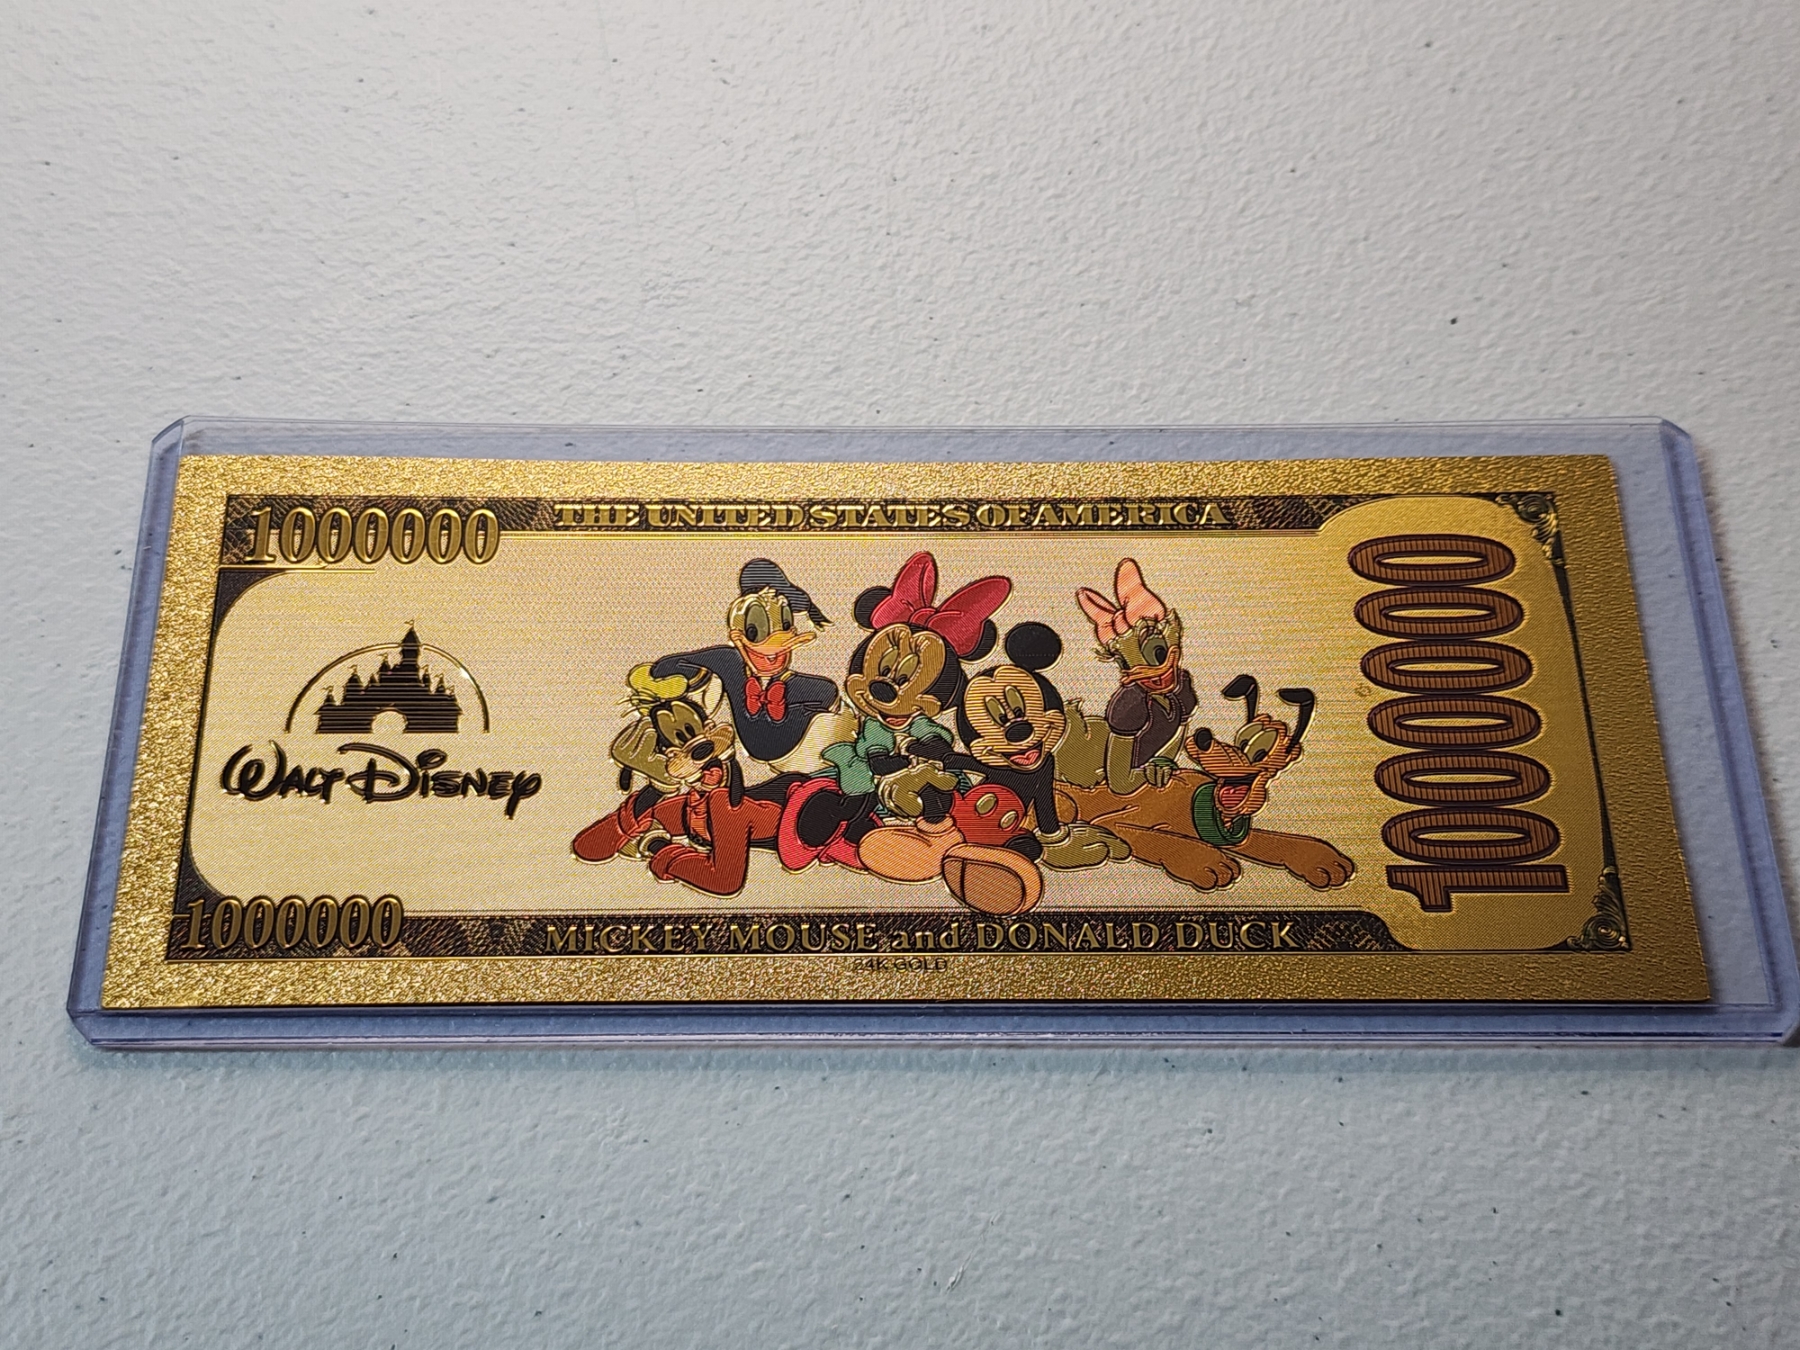 1000000
THE UNITED STATES OF AMERICA
1000000
WALT DISNEY
1000000
MICKEY MOUSE and DONALD DUCK
24K GOLD